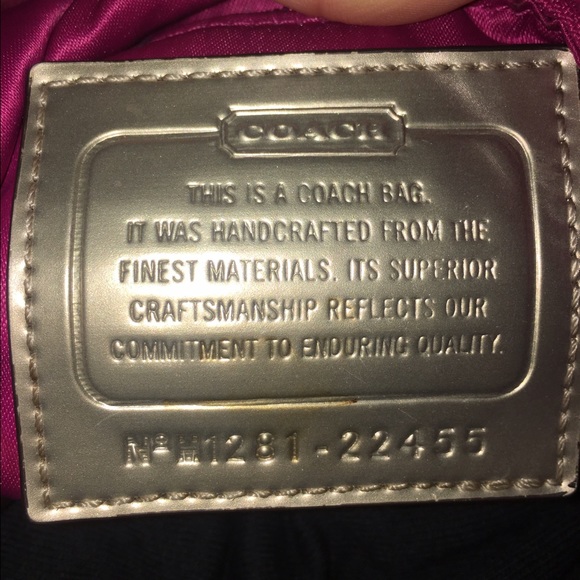 COACH
THIS IS A COACH BAG.
IT WAS HANDCRAFTED FROM THE
FINEST MATERIALS. ITS SUPERIOR
CRAFTSMANSHIP REFLECTS OUR
COMMITMENT TO ENDURING QUALITY.
Nº H1281-22455